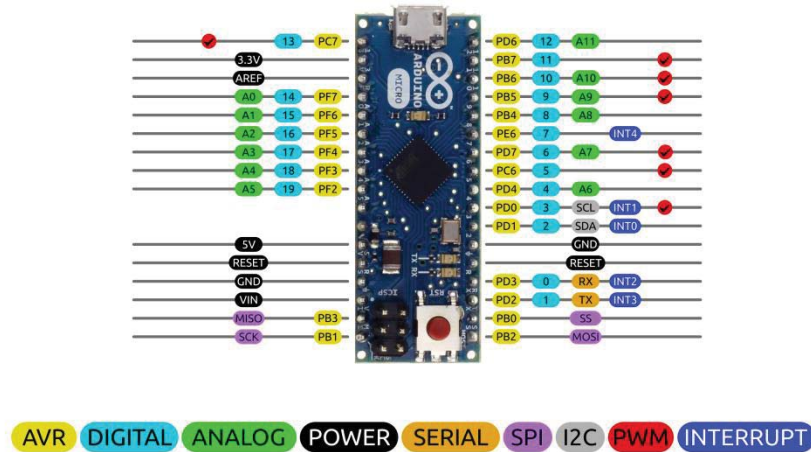 13 PC7
3.3V
AREF
A0 14 PF7
A1 15 PF6
A2 16 PF5
A3 17 PF4
A4 18 PF3
A5 19 PF2
5V
RESET
GND
VIN
MISO PB3
SCK PB1
ARDUINO
MICRO
TX
RX
ICSP
RST
PD6 12 A11
PB7 11
PB6 10 A10
PB5 9 A9
PB4 8 A8
PE6 7 INT4
PD7 6 A7
PC6 5
PD4 4 A6
PD0 3 SCL INT1
PD1 2 SDA INT0
GND
RESET
PD3 0 RX INT2
PD2 1 TX INT3
PB0 SS
PB2 MOSI
AVR DIGITAL ANALOG POWER SERIAL SPI I2C PWM INTERRUPT